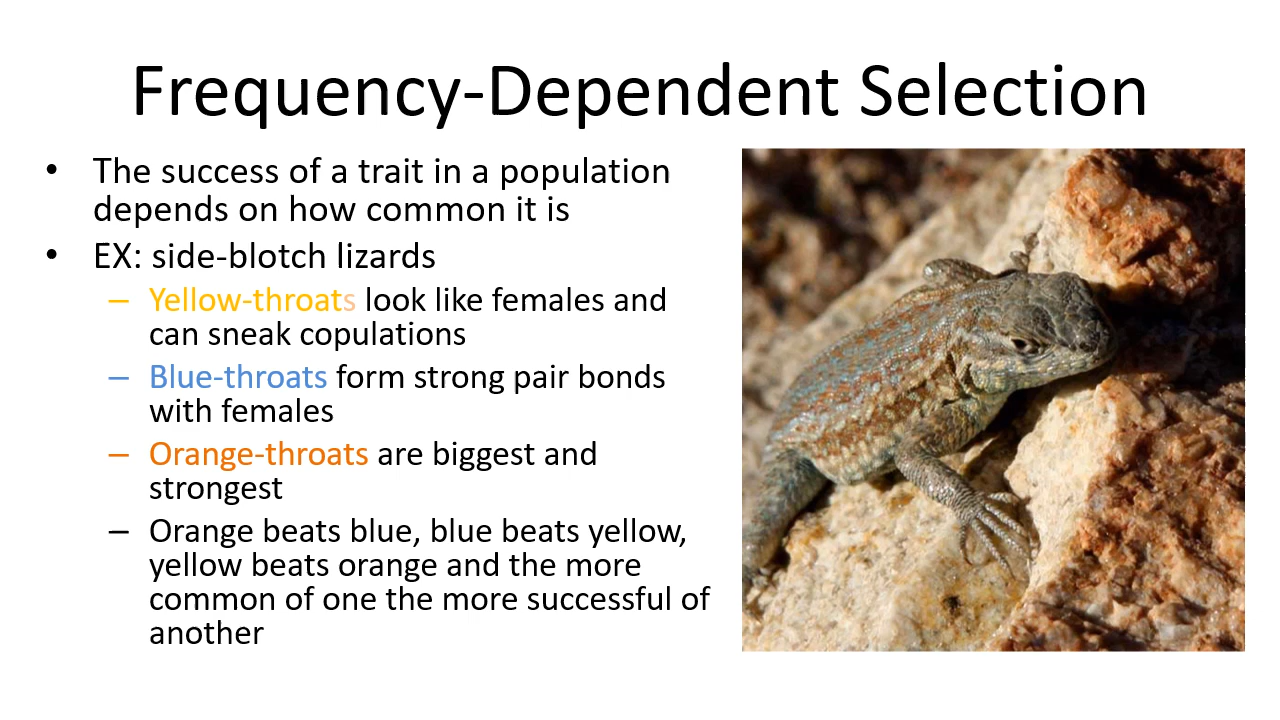 Frequency-Dependent Selection
• The success of a trait in a population
depends on how common it is
• EX: side-blotch lizards
– Yellow-throats look like females and
can sneak copulations
– Blue-throats form strong pair bonds
with females
– Orange-throats are biggest and
strongest
– Orange beats blue, blue beats yellow,
yellow beats orange and the more
common of one the more successful of
another